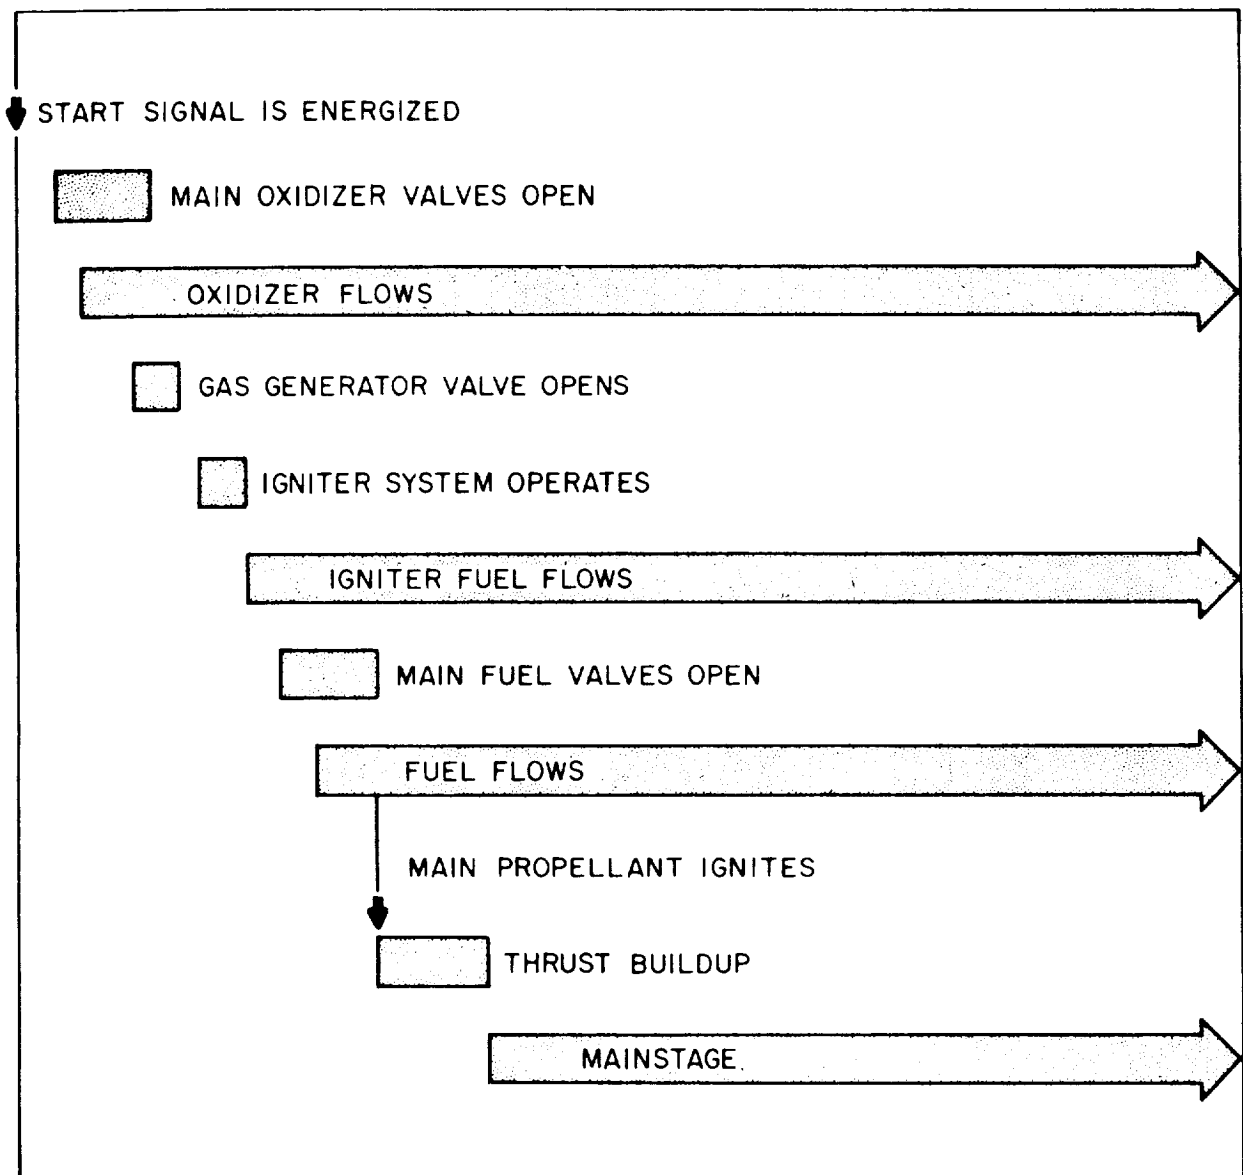 START SIGNAL IS ENERGIZED
MAIN OXIDIZER VALVES OPEN
OXIDIZER FLOWS
GAS GENERATOR VALVE OPENS
IGNITER SYSTEM OPERATES
IGNITER FUEL FLOWS
MAIN FUEL VALVES OPEN
FUEL FLOWS
MAIN PROPELLANT IGNITES
THRUST BUILDUP
MAINSTAGE